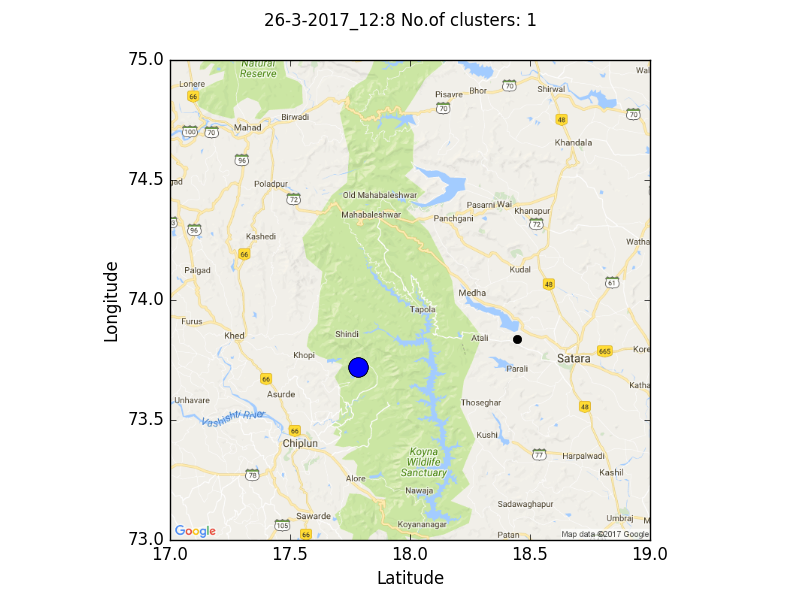 26-3-2017_12:8 No.of clusters: 1
75.0
74.5
74.0
73.5
73.0
17.0
17.5
18.0
18.5
19.0
Longitude
Latitude
Natural
Reserve
Lonere
66
Birwadi
100
70
Mahad
96
Poladpur
72
Pisavre
Bhor
70
70
Shirwal
Wai
70
48
Khandala
Old Mahabaleshwar
Mahabaleshwar
Pasarni Wai
Panchgani
Khanapur
72
96
Kashedi
66
Palgad
Watha
Kudal
48
61
Medha
Furus
Khed
Shindi
Tapola
Atali
Khopi
Satara
665
Kore
Parali
66
Asurde
Unhavare
Katha
Vashishti River
66
Chiplun
Thoseghar
48
Kushi
77
Harpalwadi
Koyna
Wildlife
Sanctuary
78
Alore
Nawaja
Kashil
Sadawaghapur
Sawarde
105
66
Koyananagar
Umbraj
M
Patan
Google
Map data ©2017 Google